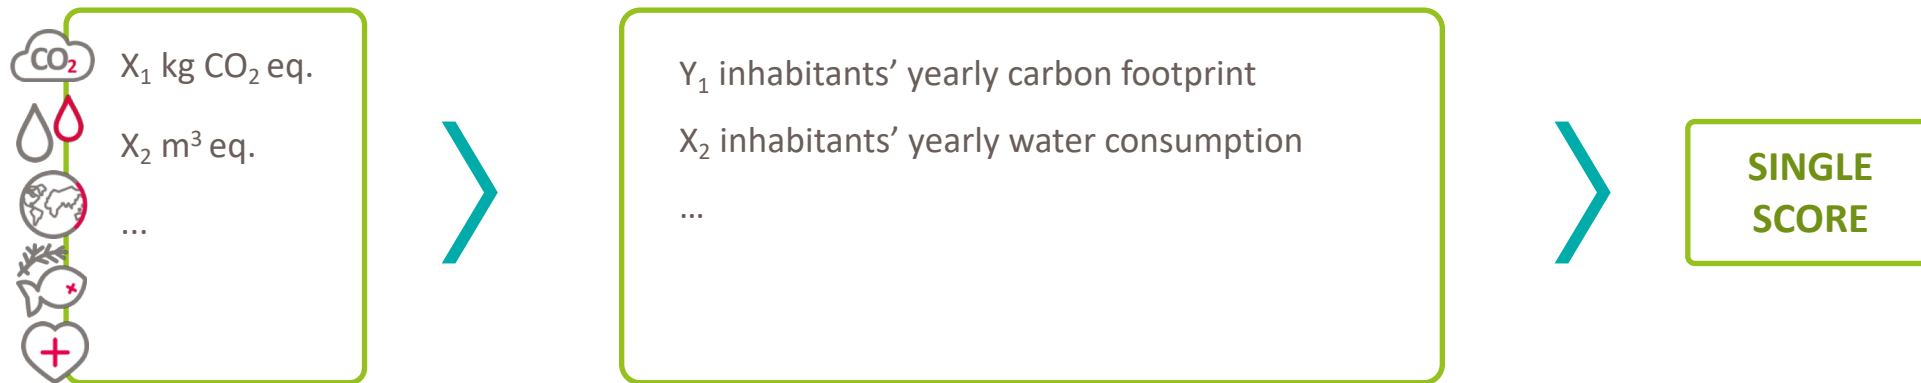 CO₂
X₁ kg CO₂ eq.
X₂ m³ eq.
...
Y₁ inhabitants’ yearly carbon footprint
X₂ inhabitants’ yearly water consumption
...
SINGLE
SCORE